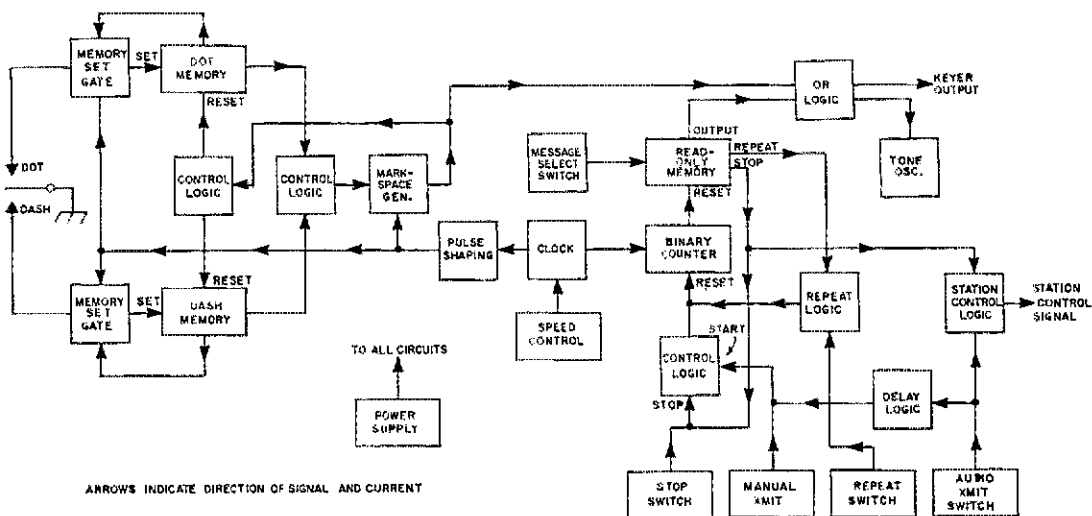 MEMORY
SET
GATE
SET
DOT
MEMORY
RESET
OR
LOGIC
KEYER
OUTPUT
TONE
OSC.
OUTPUT
MESSAGE
SELECT
SWITCH
READ-
ONLY
MEMORY
REPEAT
STOP
RESET
CONTROL
LOGIC
CONTROL
LOGIC
MARK-
SPACE
GEN.
DOT
DASH
PULSE
SHAPING
CLOCK
BINARY
COUNTER
RESET
MEMORY
SET
GATE
SET
RESET
DASH
MEMORY
SPEED
CONTROL
REPEAT
LOGIC
STATION
CONTROL
LOGIC
STATION
CONTROL
SIGNAL
START
CONTROL
LOGIC
STOP
DELAY
LOGIC
TO ALL CIRCUITS
POWER
SUPPLY
STOP
SWITCH
MANUAL
XMIT
REPEAT
SWITCH
AUTO
XMIT
SWITCH
ARROWS INDICATE DIRECTION OF SIGNAL AND CURRENT